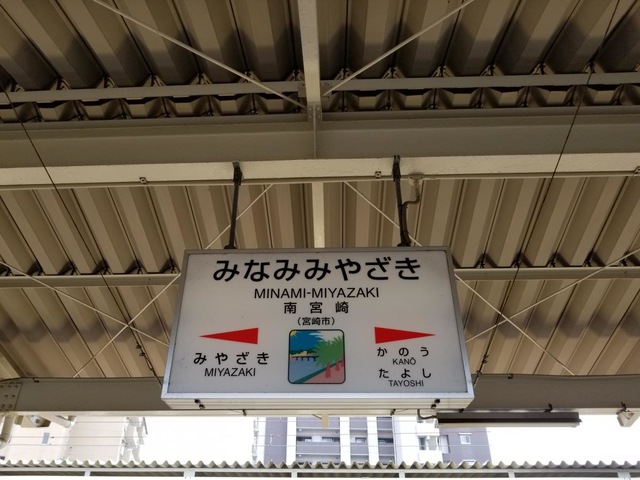 みなみみやざき
MINAMI-MIYAZAKI
南宮崎
(宮崎市)
みやざき
MIYAZAKI
かのう
KANŌ
たよし
TAYOSHI